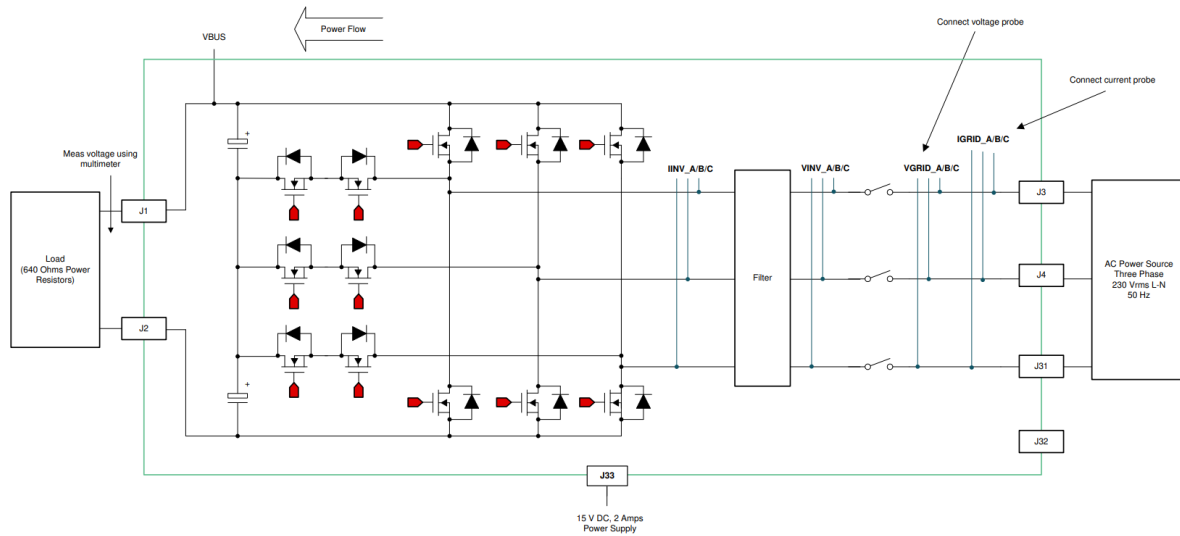 Power Flow
Connect voltage probe
VBUS
Connect current probe
IGRID_A/B/C
Meas voltage using
multimeter
IINV_A/B/C
VINV_A/B/C
VGRID_A/B/C
+
J1
J3
Load
(640 Ohms Power
Resistors)
Filter
J4
AC Power Source
Three Phase
230 Vrms L-N
50 Hz
J2
J31
+
J32
J33
15 V DC, 2 Amps
Power Supply